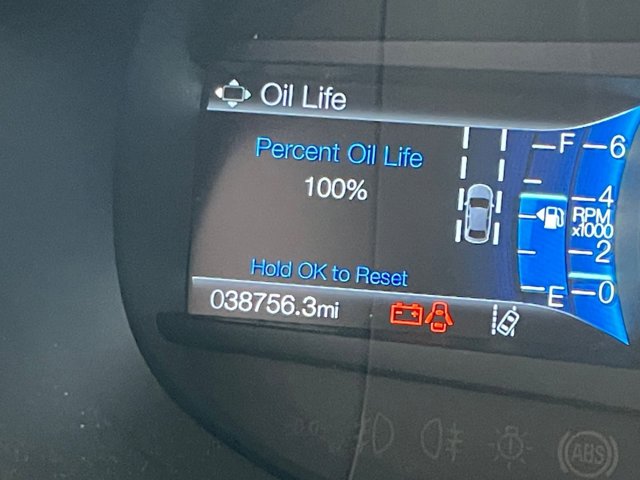 Oil Life
Percent Oil Life
100%
Hold OK to Reset
038756.3mi
F
E
6
4
RPM
x1000
2
0
ABS